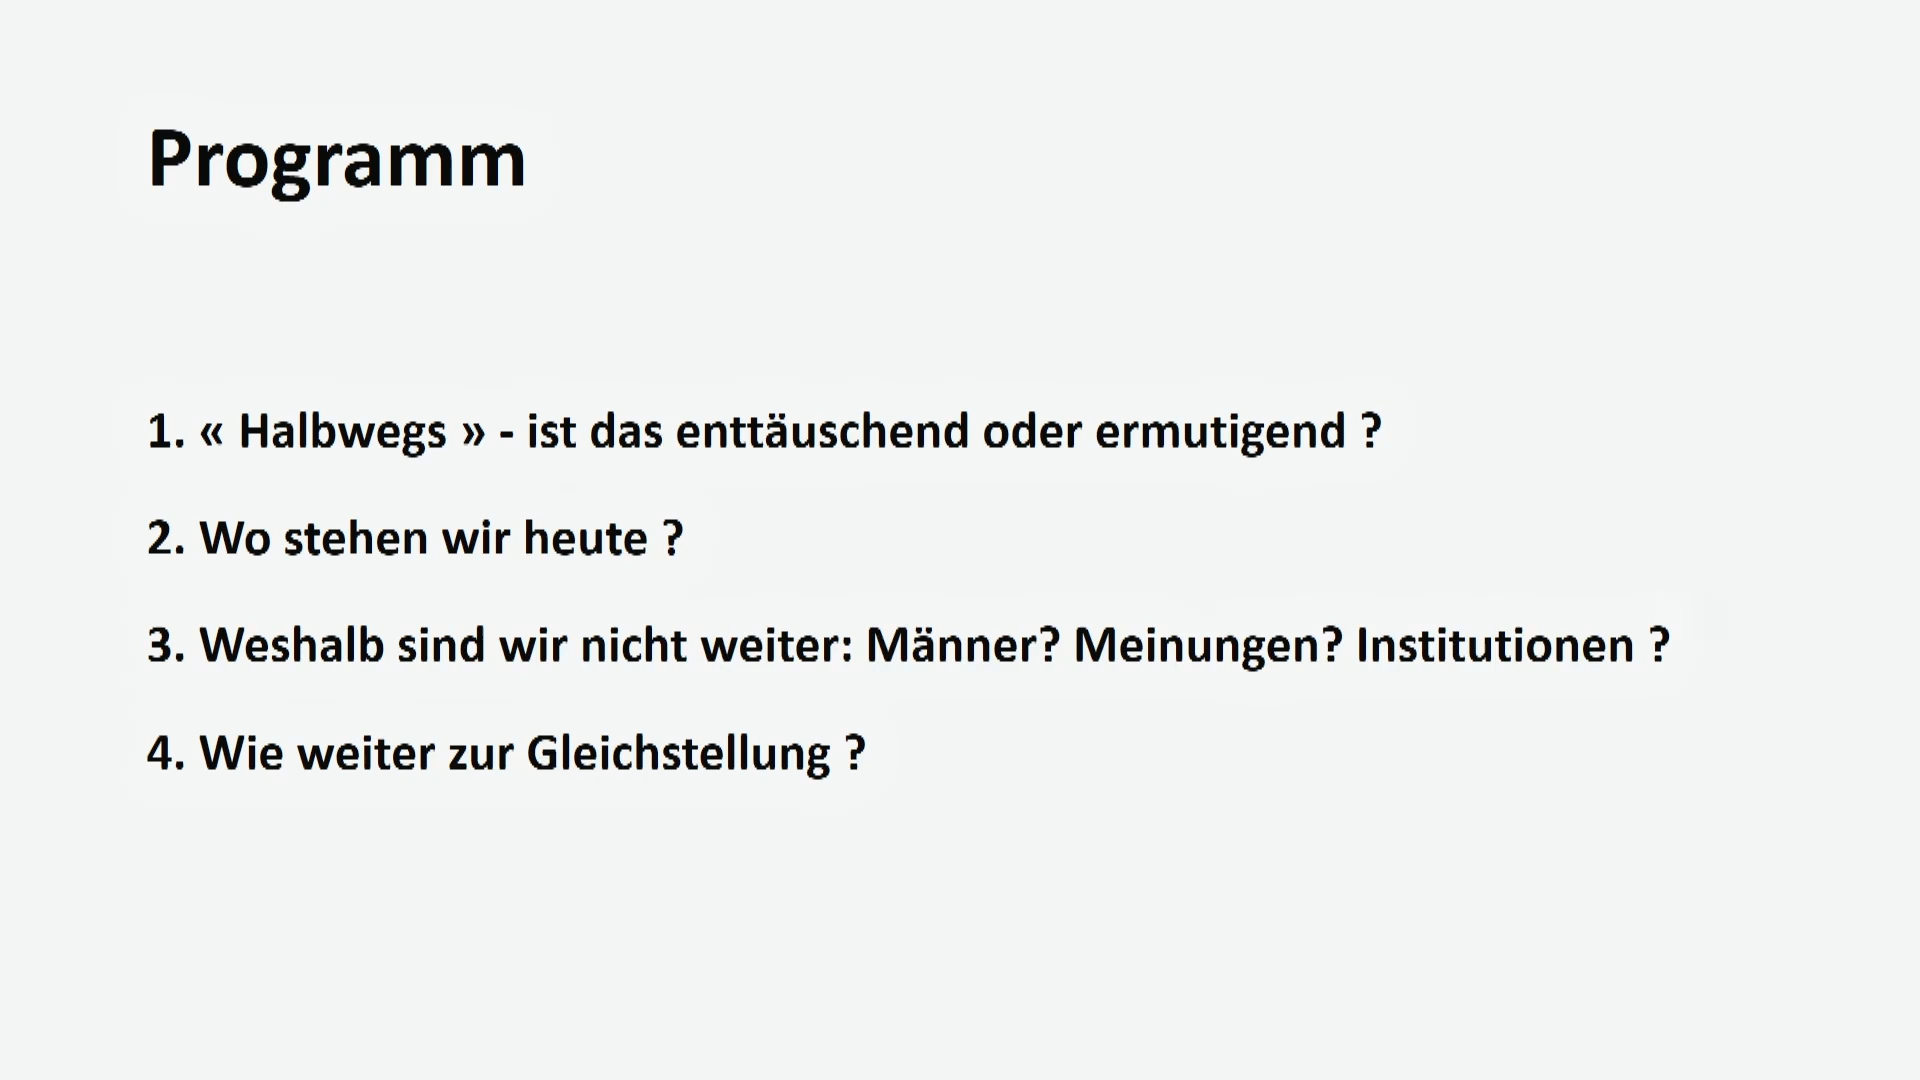 Programm
1. « Halbwegs » - ist das enttäuschend oder ermutigend ?
2. Wo stehen wir heute ?
3. Weshalb sind wir nicht weiter: Männer? Meinungen? Institutionen ?
4. Wie weiter zur Gleichstellung ?